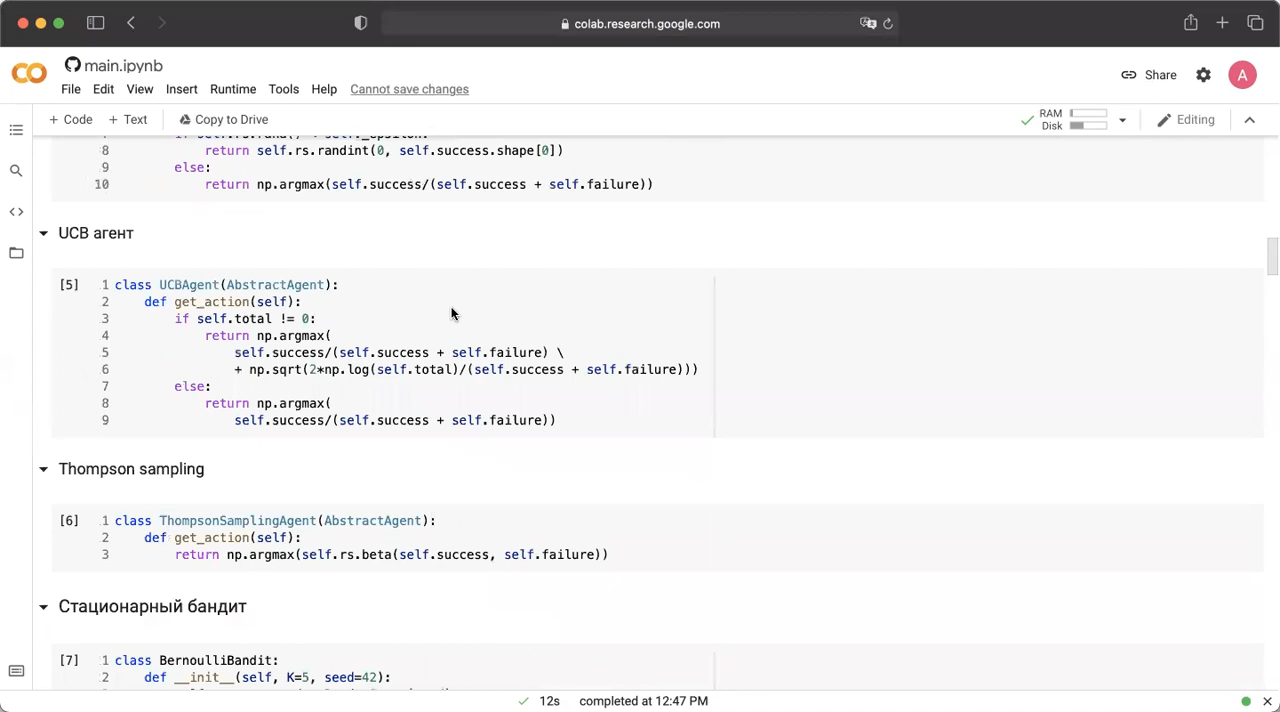 colab.research.google.com
main.ipynb
File Edit View Insert Runtime Tools Help Cannot save changes
Share
A
+ Code + Text Copy to Drive
RAM
Disk
Editing
8 return self.rs.randint(0, self.success.shape[0])
9 else:
10 return np.argmax(self.success/(self.success + self.failure))
UCB агент
[5] 1 class UCBAgent(AbstractAgent):
2 def get_action(self):
3 if self.total != 0:
4 return np.argmax(
5 self.success/(self.success + self.failure) \
6 + np.sqrt(2*np.log(self.total)/(self.success + self.failure)))
7 else:
8 return np.argmax(
9 self.success/(self.success + self.failure))
Thompson sampling
[6] 1 class ThompsonSamplingAgent(AbstractAgent):
2 def get_action(self):
3 return np.argmax(self.rs.beta(self.success, self.failure))
Стационарный бандит
[7] 1 class BernoulliBandit:
2 def __init__(self, K=5, seed=42):
12s completed at 12:47 PM